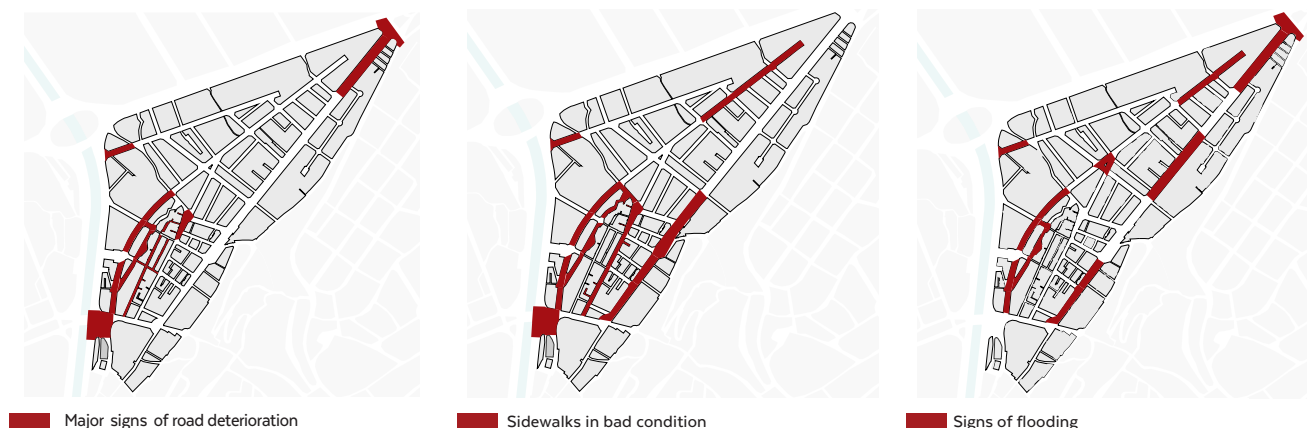 Major signs of road deterioration
Sidewalks in bad condition
Signs of flooding